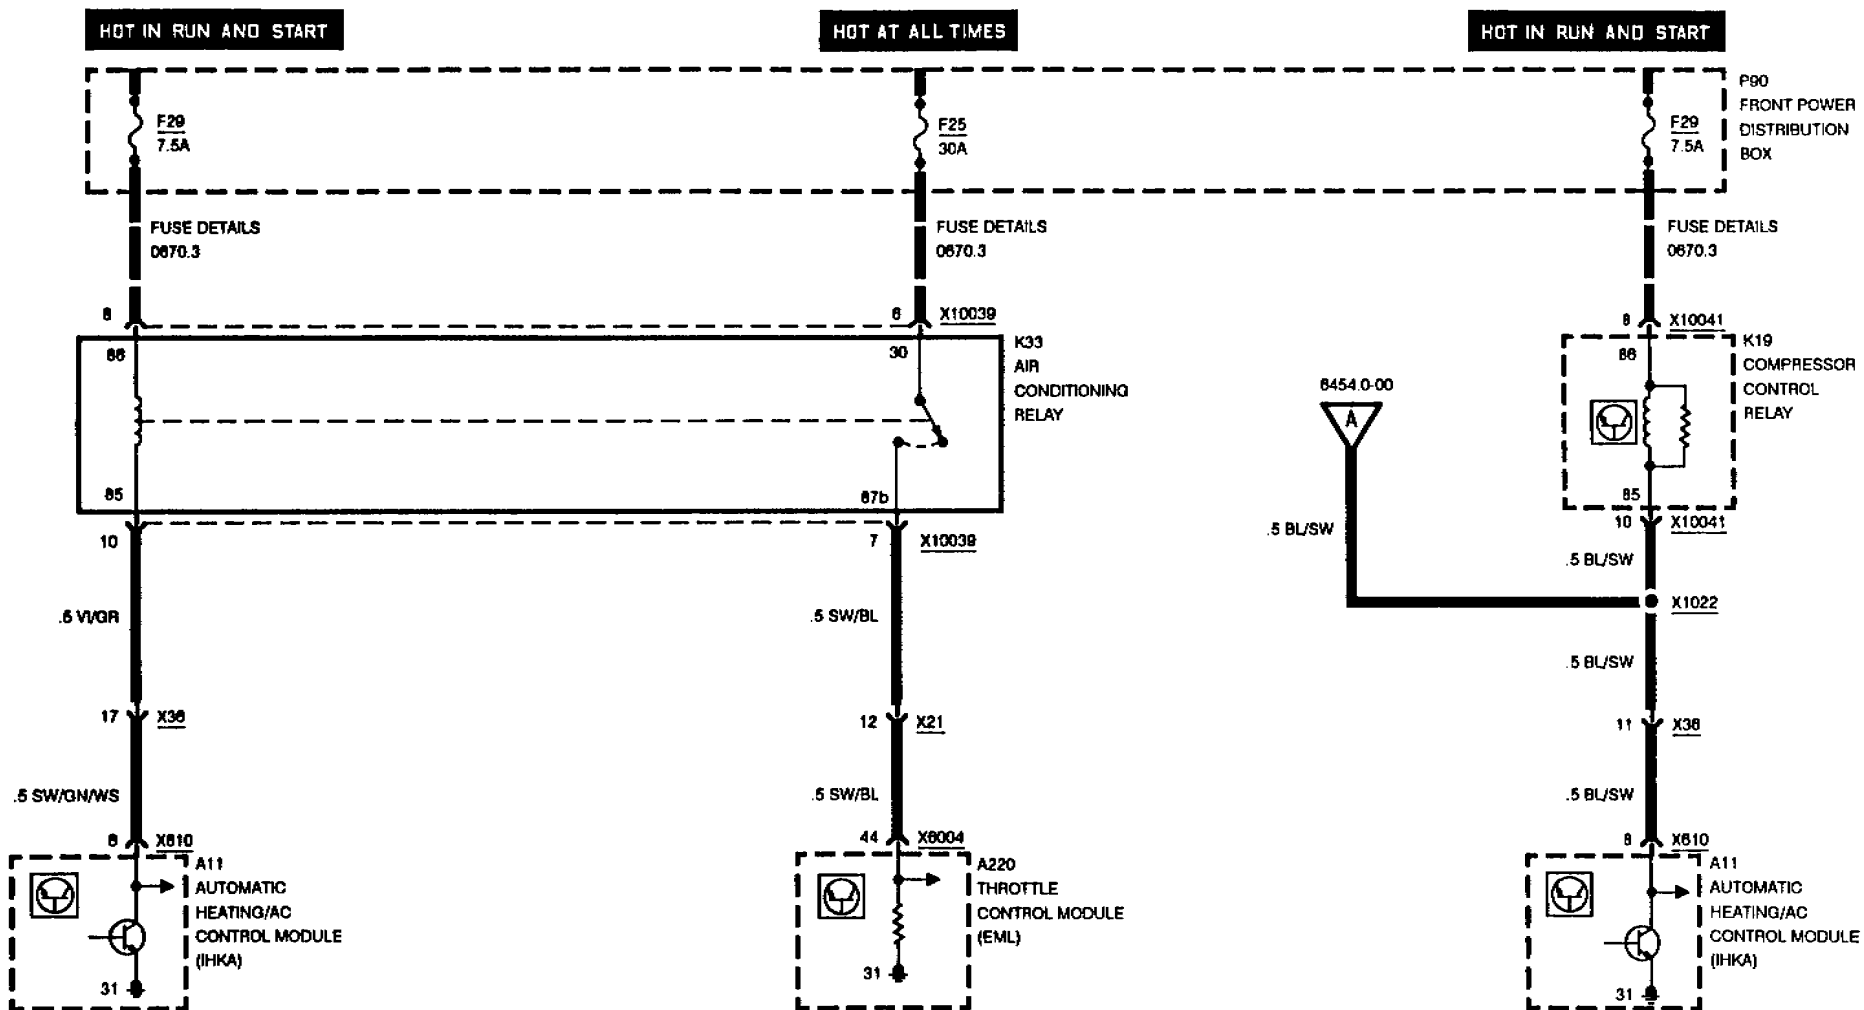 HOT IN RUN AND START
HOT AT ALL TIMES
HOT IN RUN AND START
F29
7.5A
F25
30A
F29
7.5A
P90
FRONT POWER
DISTRIBUTION
BOX
FUSE DETAILS
0670.3
FUSE DETAILS
0670.3
FUSE DETAILS
0670.3
8
6
X10039
8
X10041
86
30
K33
AIR
CONDITIONING
RELAY
86
K19
COMPRESSOR
CONTROL
RELAY
6454.0-00
A
85
87b
85
10
7
X10039
10
X10041
.5 BL/SW
.5 BL/SW
.5 VI/GR
.5 SW/BL
X1022
.5 BL/SW
17
X36
12
X21
11
X36
.5 SW/GN/WS
.5 SW/BL
.5 BL/SW
6
X610
44
X6004
8
X610
A11
AUTOMATIC
HEATING/AC
CONTROL MODULE
(IHKA)
31
A220
THROTTLE
CONTROL MODULE
(EML)
31
A11
AUTOMATIC
HEATING/AC
CONTROL MODULE
(IHKA)
31